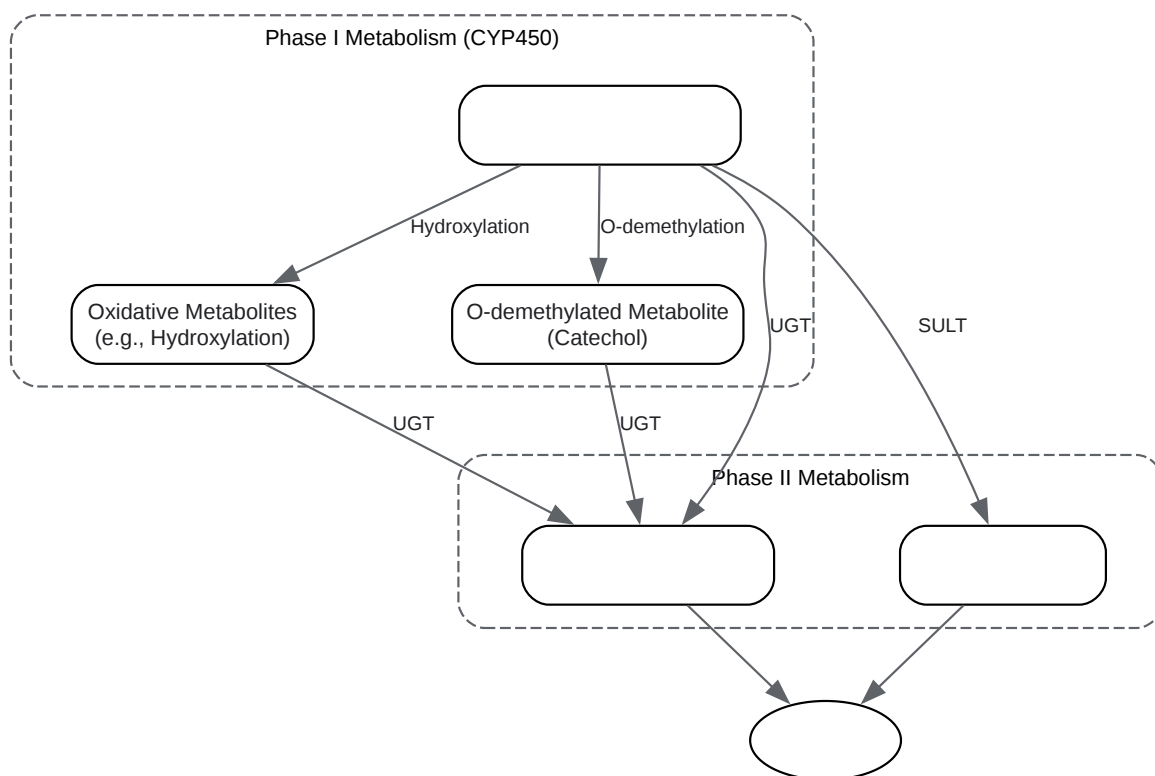 Phase I Metabolism (CYP450)
Hydroxylation
O-demethylation
Oxidative Metabolites
(e.g., Hydroxylation)
O-demethylated Metabolite
(Catechol)
UGT
SULT
UGT
UGT
Phase II Metabolism